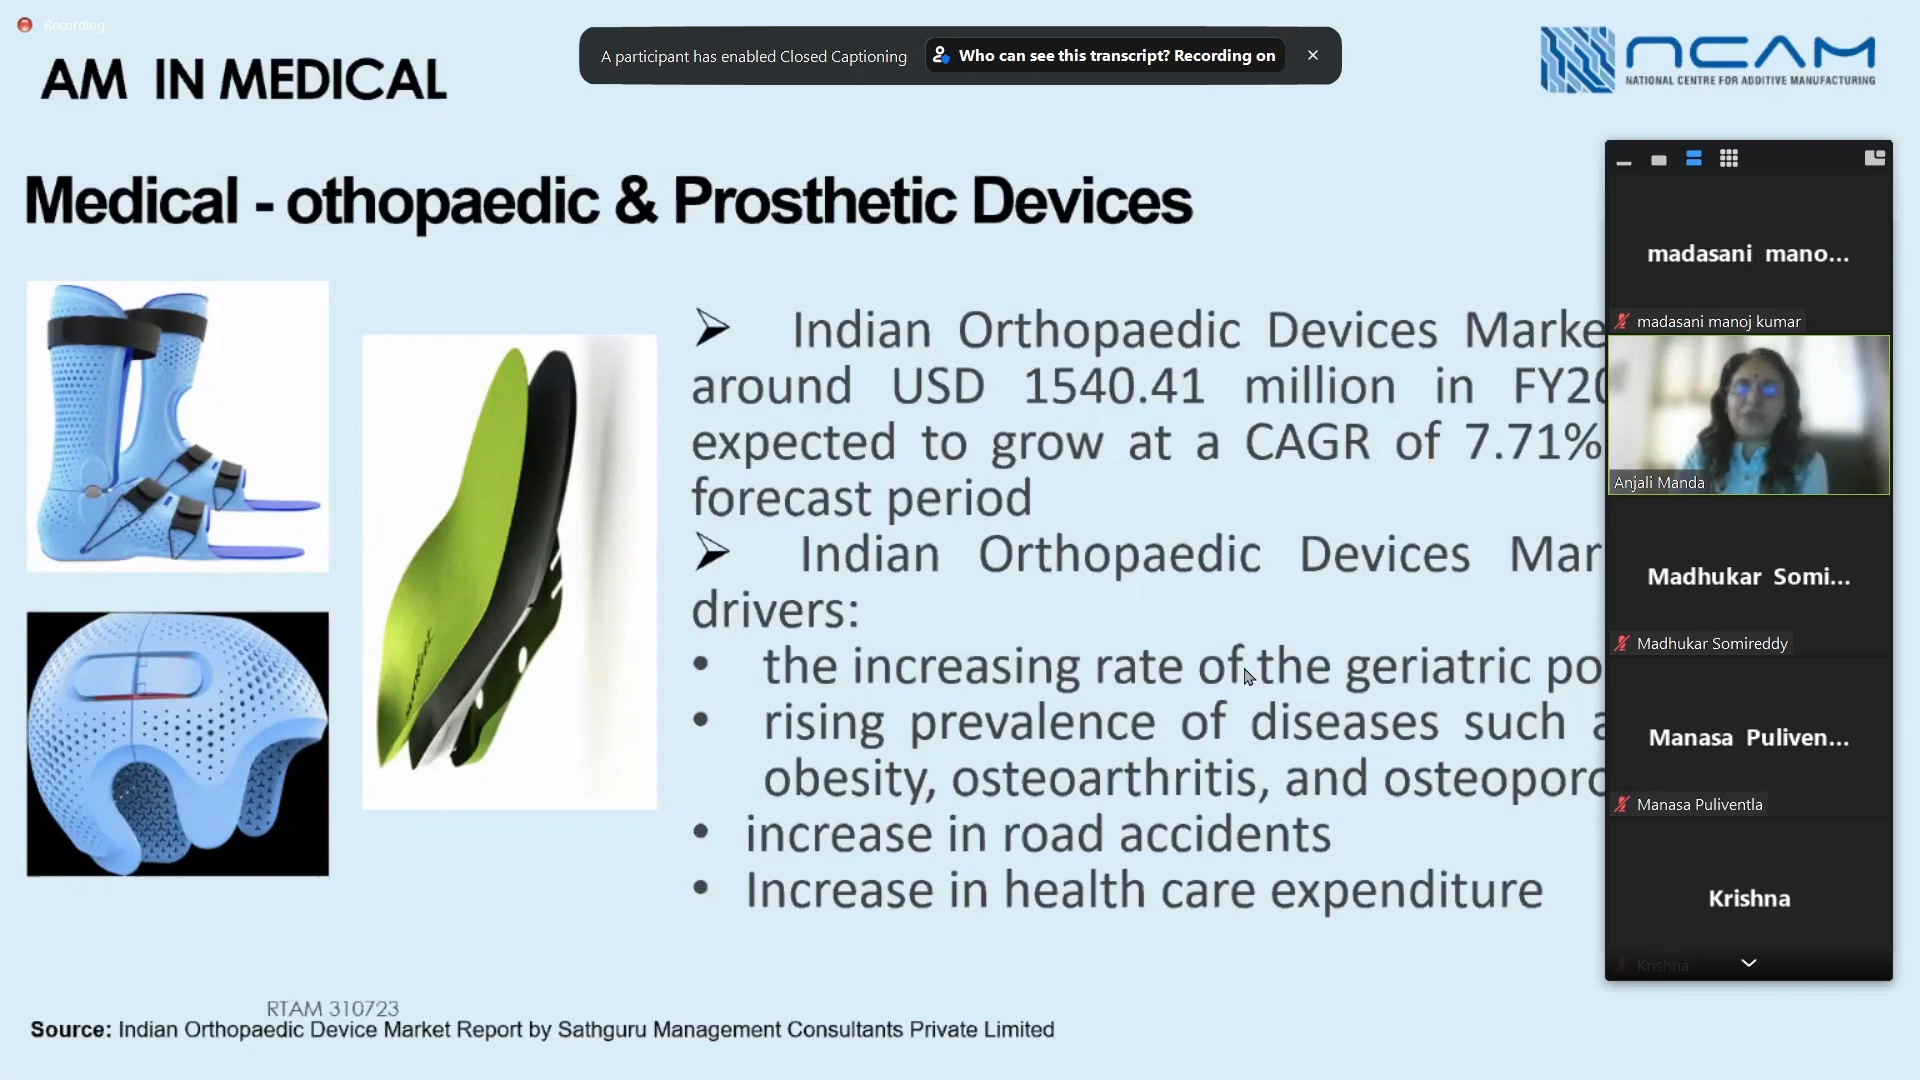 Recording
A participant has enabled Closed Captioning
Who can see this transcript? Recording on
AM IN MEDICAL
NCAM
NATIONAL CENTRE FOR ADDITIVE MANUFACTURING
Medical - othopaedic & Prosthetic Devices
Indian Orthopaedic Devices Marke
around USD 1540.41 million in FY20
expected to grow at a CAGR of 7.71%
forecast period
Indian Orthopaedic Devices Mar
drivers:
• the increasing rate of the geriatric po
• rising prevalence of diseases such a
obesity, osteoarthritis, and osteoporo
• increase in road accidents
• Increase in health care expenditure
madasani mano...
madasani manoj kumar
Anjali Manda
Madhukar Somi...
Madhukar Somireddy
Manasa Puliven...
Manasa Puliventla
Krishna
Krishna
RTAM 310723
Source: Indian Orthopaedic Device Market Report by Sathguru Management Consultants Private Limited